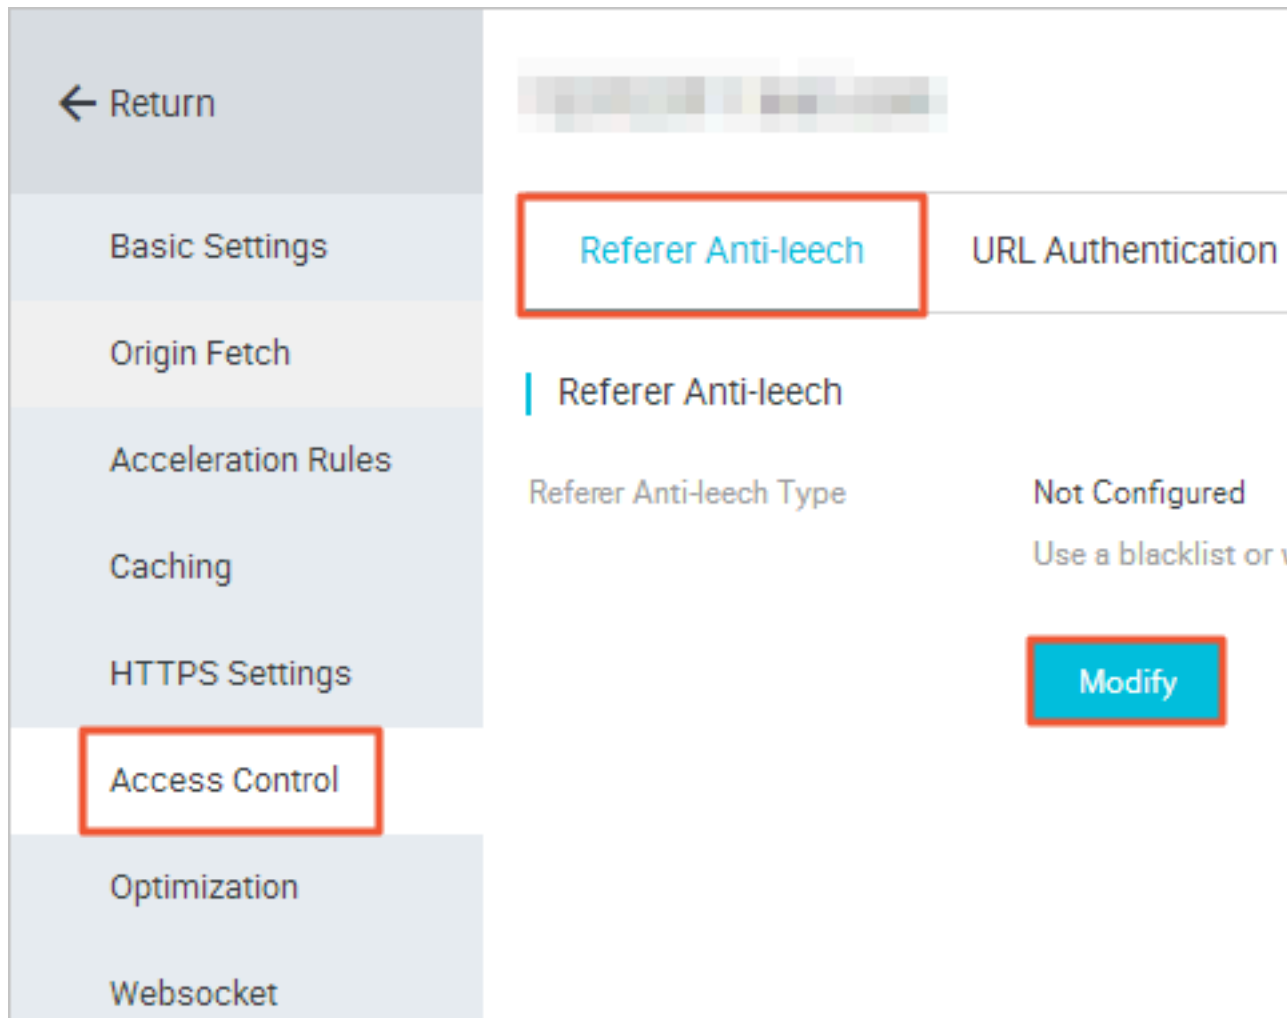 Return
Basic Settings
Origin Fetch
Acceleration Rules
Caching
HTTPS Settings
Access Control
Optimization
Websocket
Referer Anti-leech
URL Authentication
Referer Anti-leech
Referer Anti-leech Type
Not Configured
Use a blacklist or
Modify